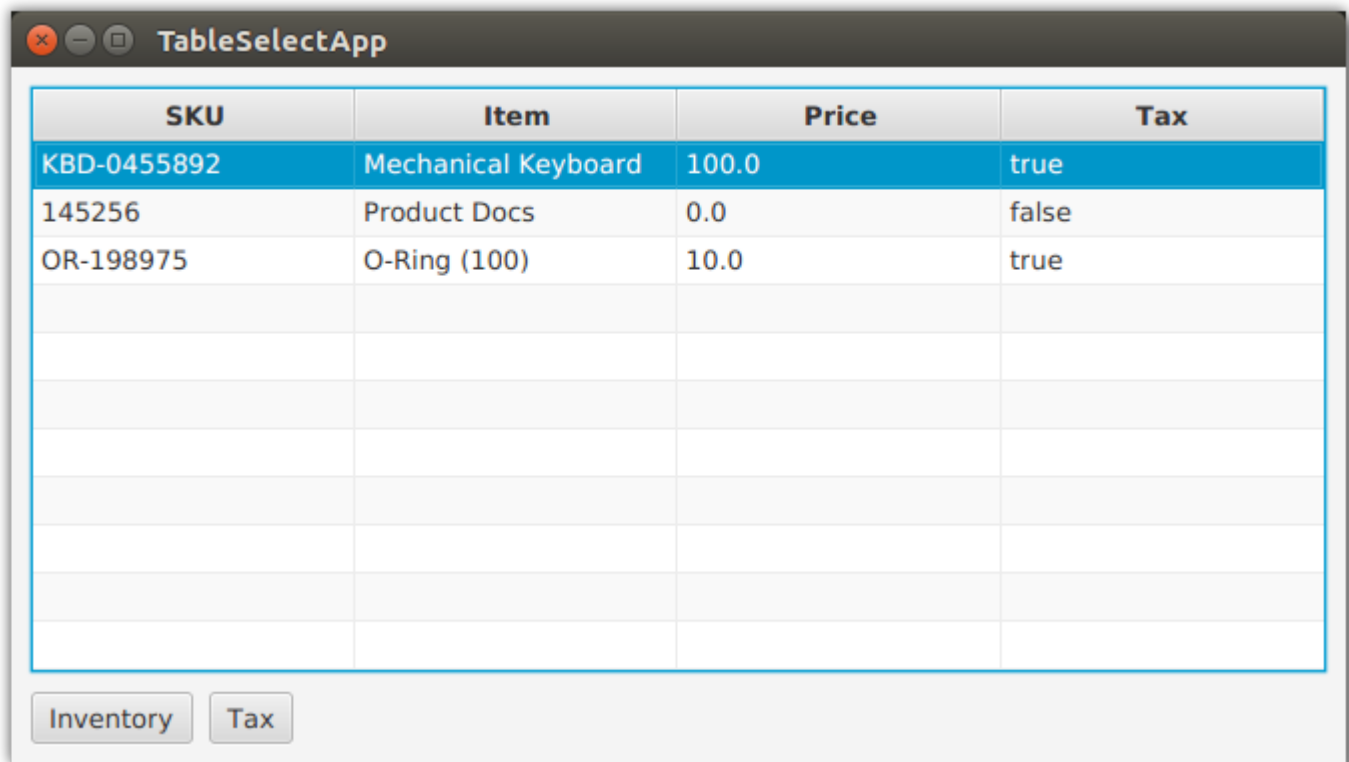 TableSelectApp
SKU Item Price Tax
KBD-0455892 Mechanical Keyboard 100.0 true
145256 Product Docs 0.0 false
OR-198975 O-Ring (100) 10.0 true
Inventory Tax